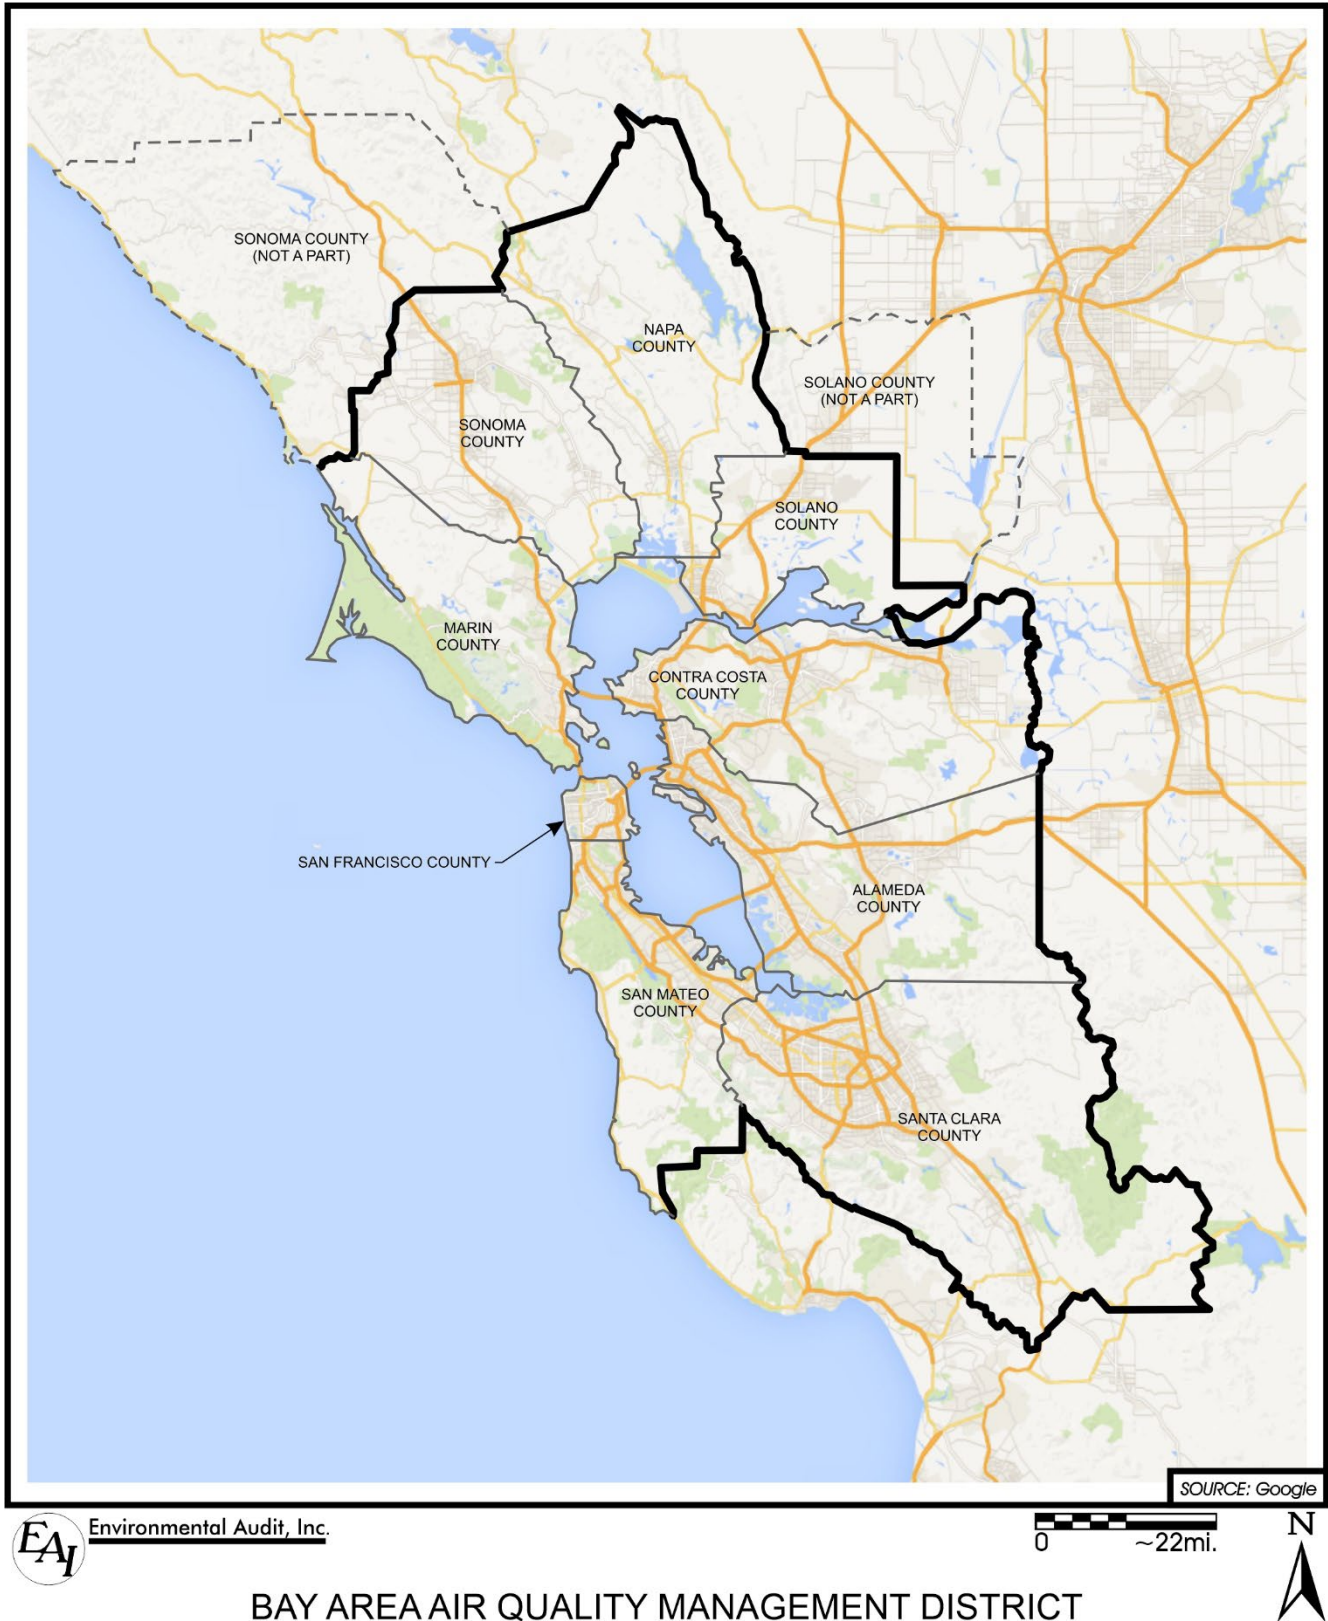 SONOMA COUNTY
(NOT A PART)
NAPA
COUNTY
SOLANO COUNTY
(NOT A PART)
SONOMA
COUNTY
SOLANO
COUNTY
MARIN
COUNTY
CONTRA COSTA
COUNTY
SAN FRANCISCO COUNTY
ALAMEDA
COUNTY
SAN MATEO
COUNTY
SANTA CLARA
COUNTY
SOURCE: Google
EAI
Environmental Audit, Inc.
0
~22mi.
N
BAY AREA AIR QUALITY MANAGEMENT DISTRICT